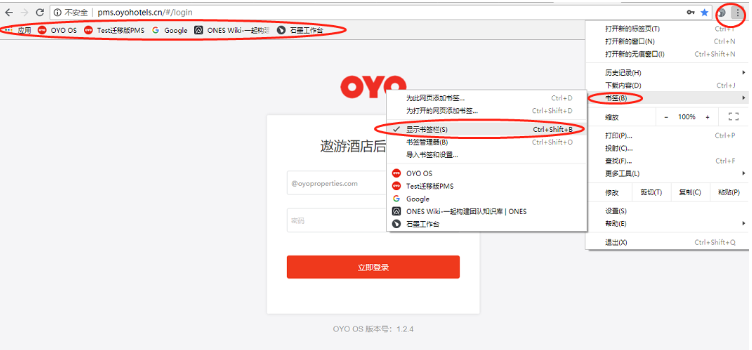 不安全 | pms.oyohotels.cn/#/login
应用 OYO OS Test迁移版PMS Google ONES Wiki-一起构建 石墨工作台
OYO
遨游酒店后
@oyoproperties.com
密码
立即登录
OYO OS 版本号：1.2.4
为此网页添加书签... Ctrl+D
为打开的网页添加书签... Ctrl+Shift+D
显示书签栏(S) Ctrl+Shift+B
书签管理器(B) Ctrl+Shift+O
导入书签和设置...
OYO OS
Test迁移版PMS
Google
ONES Wiki-一起构建团队知识库 | ONES
石墨工作台
打开新的标签页(T) Ctrl+T
打开新的窗口(N) Ctrl+N
打开新的无痕窗口(I) Ctrl+Shift+N
历史记录(H)
下载内容(D) Ctrl+J
书签(B)
缩放 - 100% +
打印(P)... Ctrl+P
投射(C)...
查找(F)... Ctrl+F
更多工具(L)
修改 剪切(T) 复制(C) 粘贴(P)
设置(S)
帮助(E)
退出(X) Ctrl+Shift+Q